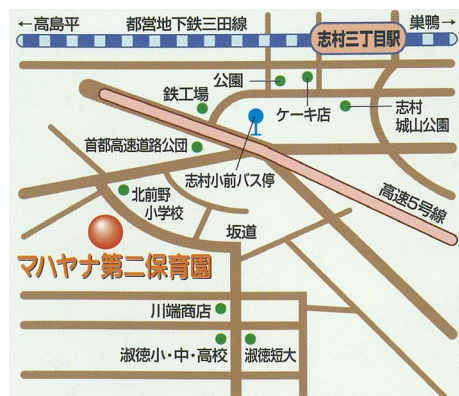 ←高島平
都営地下鉄三田線
巣鴨→
志村三丁目駅
公園
鉄工場
ケーキ店
志村
城山公園
首都高速道路公団
志村小前バス停
高速5号線
北前野
小学校
坂道
マハヤナ第二保育園
川端商店
淑徳小・中・高校
淑徳短大